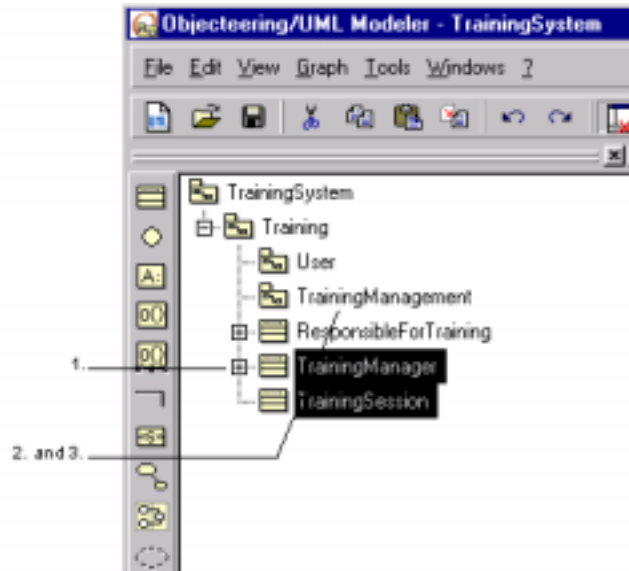 Objecteering/UML Modeler - TrainingSystem
File Edit View Graph Tools Windows ?
TrainingSystem
Training
User
TrainingManagement
ResponsibleForTraining
1.
TrainingManager
TrainingSession
2. and 3.